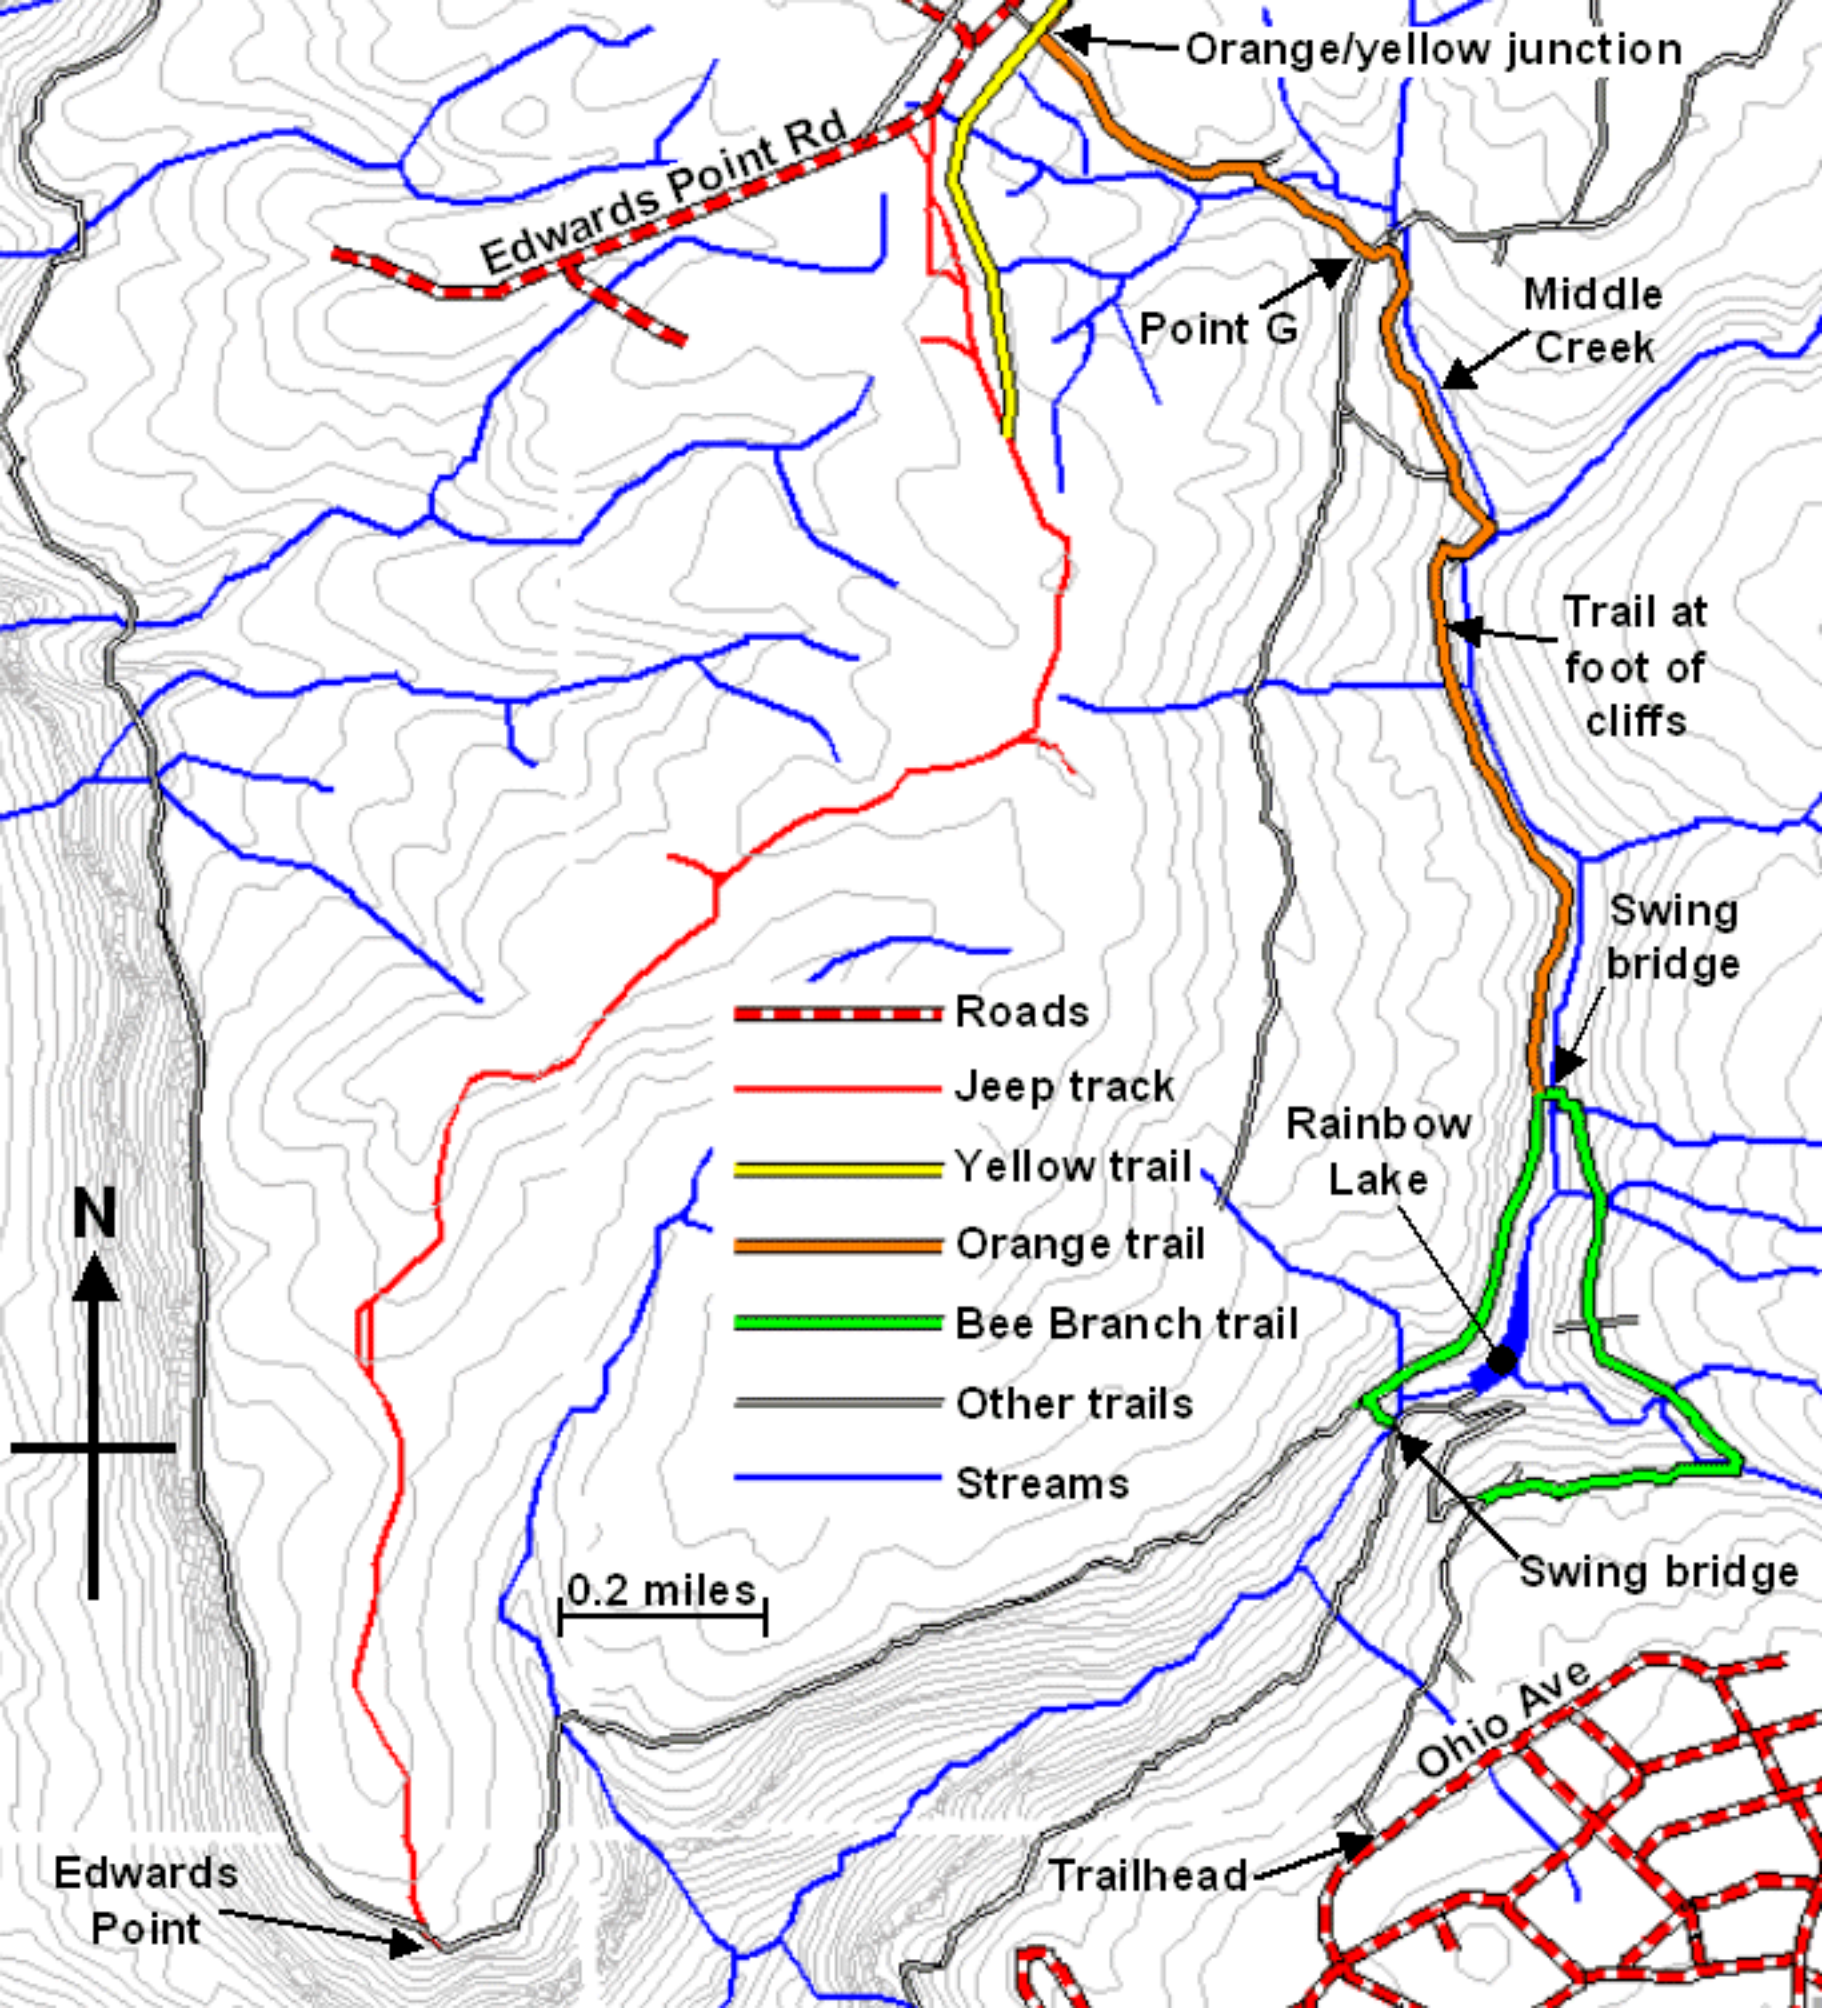 Orange/yellow junction
Edwards Point Rd
Middle
Creek
Point G
Trail at
foot of
cliffs
Swing
bridge
Roads
Jeep track
Yellow trail
Orange trail
Bee Branch trail
Other trails
Streams
Rainbow
Lake
N
0.2 miles
Swing bridge
Ohio Ave
Trailhead
Edwards
Point